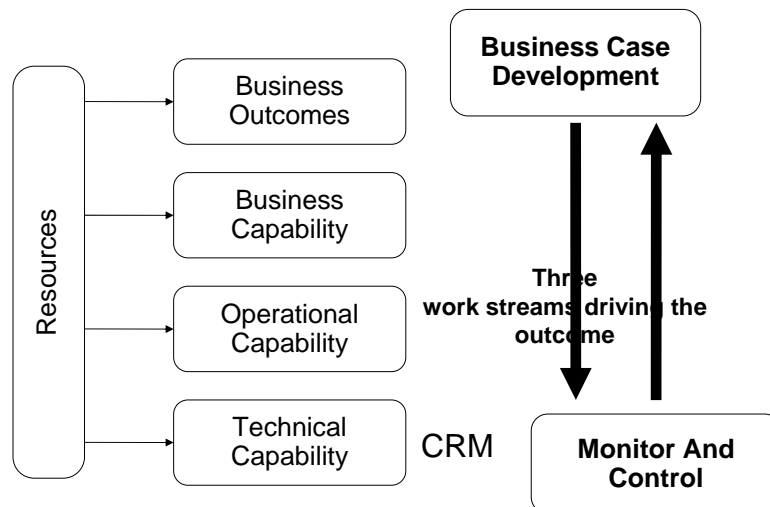 Resources
Business
Outcomes
Business
Capability
Operational
Capability
Technical
Capability
CRM
Business Case
Development
Three
work streams driving the
outcome
Monitor And
Control